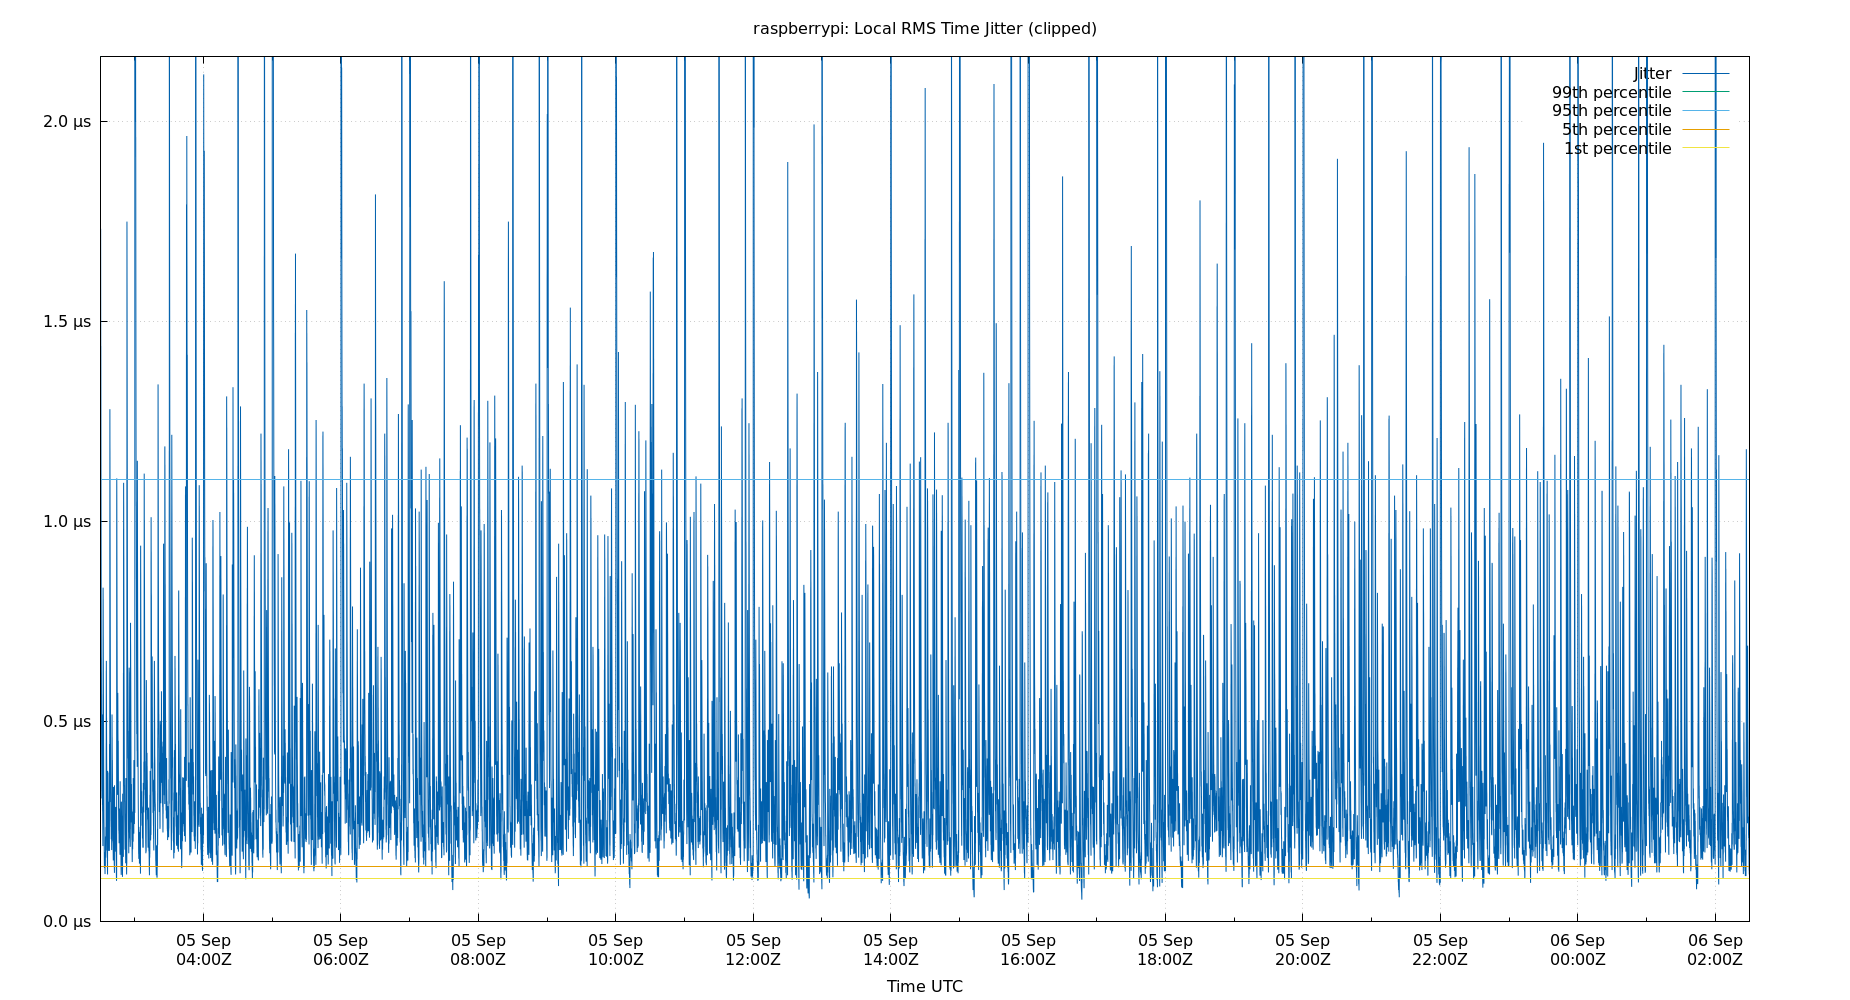 raspberrypi: Local RMS Time Jitter (clipped)
Jitter
99th percentile
95th percentile
5th percentile
1st percentile
2.0 μs
1.5 μs
1.0 μs
0.5 μs
0.0 μs
05 Sep 05 Sep 05 Sep 05 Sep 05 Sep 05 Sep 05 Sep 05 Sep 05 Sep 05 Sep 06 Sep 06 Sep
04:00Z 06:00Z 08:00Z 10:00Z 12:00Z 14:00Z 16:00Z 18:00Z 20:00Z 22:00Z 00:00Z 02:00Z
Time UTC